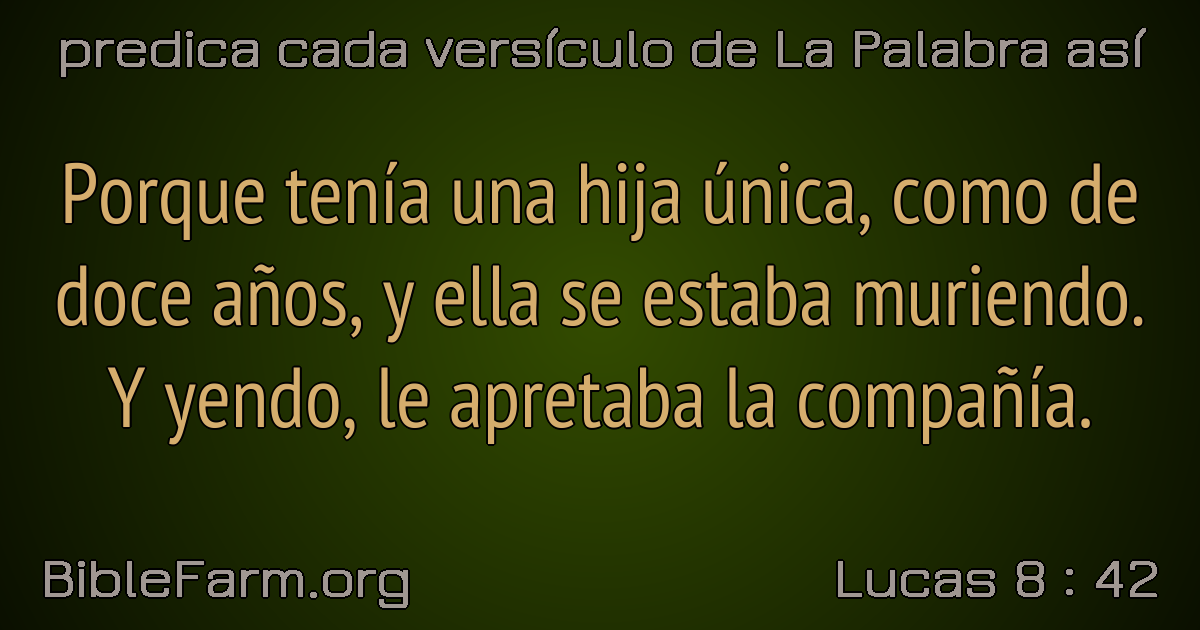 predica cada versículo de La Palabra así
Porque tenía una hija única, como de
doce años, y ella se estaba muriendo.
Y yendo, le apretaba la compañía.
BibleFarm.org
Lucas 8 : 42